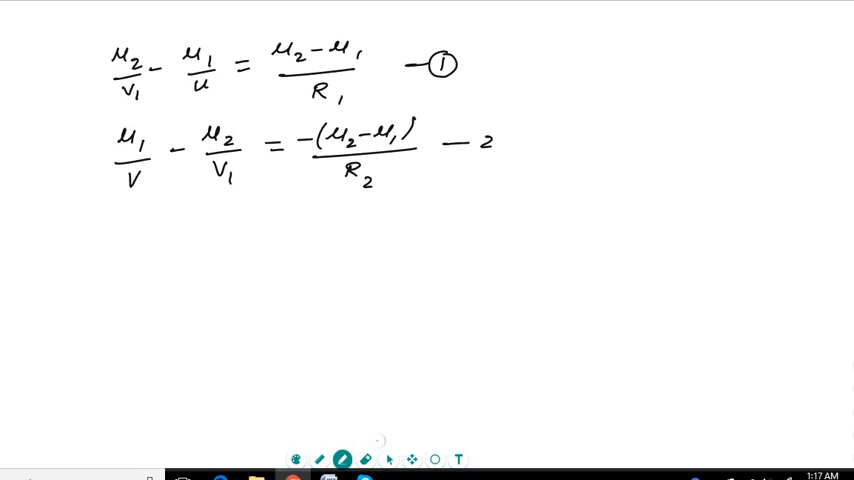 μ₂/v₁ - μ₁/u = μ₂-μ₁/R₁ —①
μ₁/V - μ₂/V₁ = -(μ₂-μ₁)/R₂ — 2
T
1:17 AM